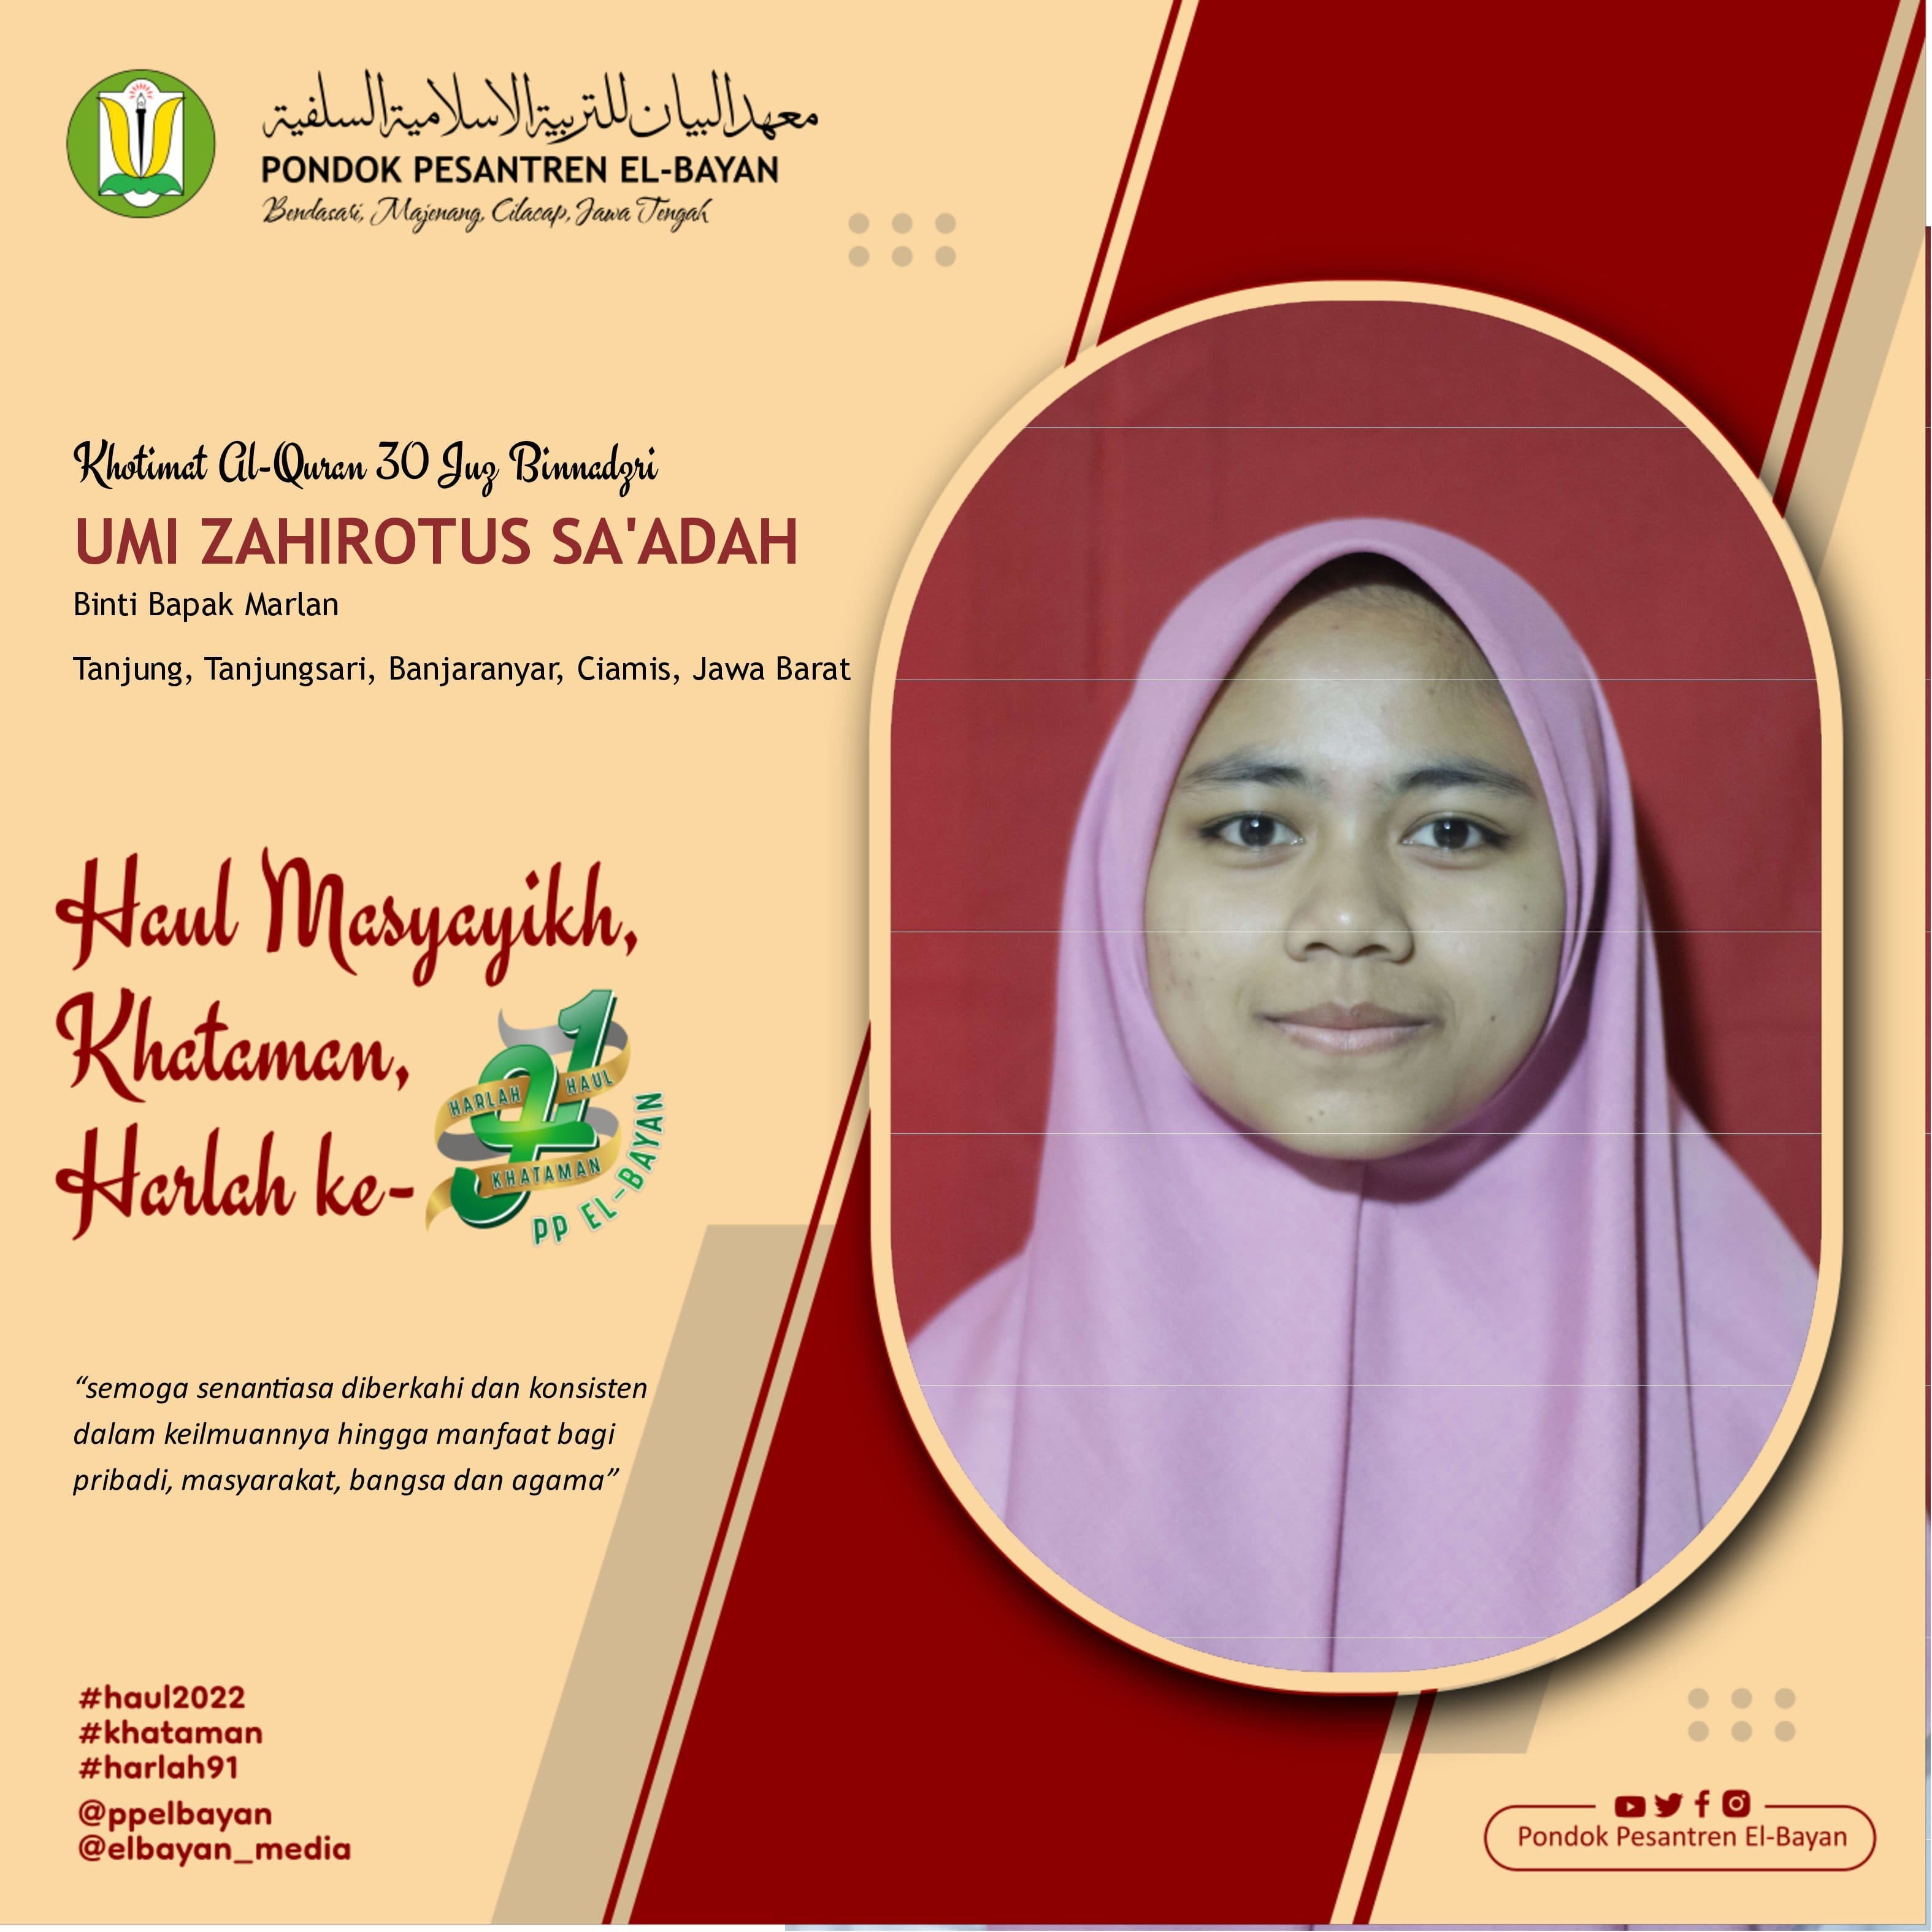 معهد البيان للتربية الاسلامية السلفية
PONDOK PESANTREN EL-BAYAN
Bendasari, Majenang, Cilacap, Jawa Tengah
Khotimat Al-Quran 30 Juz Binnadzri
UMI ZAHIROTUS SA'ADAH
Binti Bapak Marlan
Tanjung, Tanjungsari, Banjaranyar, Ciamis, Jawa Barat
Haul Masyayikh,
Khataman,
Harlah ke-
91
HARLAH HAUL
KHATAMAN
PP EL-BAYAN
“semoga senantiasa diberkahi dan konsisten
dalam keilmuannya hingga manfaat bagi
pribadi, masyarakat, bangsa dan agama”
#haul2022
#khataman
#harlah91
@ppelbayan
@elbayan_media
Pondok Pesantren El-Bayan